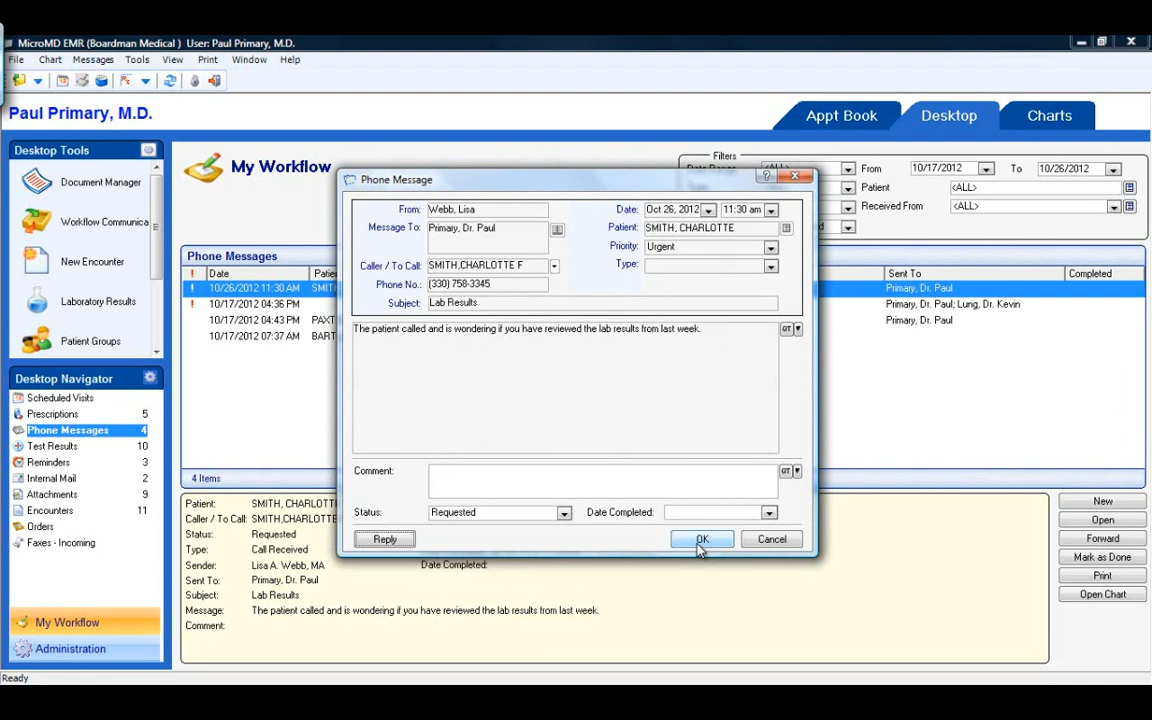 MicroMD EMR (Boardman Medical ) User: Paul Primary, M.D.
File Chart Messages Tools View Print Window Help
Paul Primary, M.D.
Appt Book Desktop Charts
Desktop Tools
Document Manager
Workflow Communica
New Encounter
Laboratory Results
Patient Groups
Desktop Navigator
Scheduled Visits
Prescriptions 5
Phone Messages 4
Test Results 10
Reminders 3
Internal Mail 2
Attachments 9
Encounters 11
Orders
Faxes - Incoming
My Workflow
Administration
Ready
My Workflow
Filters
<ALL> From 10/17/2012 To 10/26/2012
Patient <ALL>
Received From <ALL>
Phone Messages
! Date Patie Sent To Completed
! 10/26/2012 11:30 AM SMIT Primary, Dr. Paul
! 10/17/2012 04:36 PM Primary, Dr. Paul; Lung, Dr. Kevin
10/17/2012 04:43 PM PAXT Primary, Dr. Paul
10/17/2012 07:37 AM BART
4 Items
Phone Message
From: Webb, Lisa Date: Oct 26, 2012 11:30 am
Message To: Primary, Dr. Paul Patient: SMITH, CHARLOTTE
Priority: Urgent
Caller / To Call: SMITH,CHARLOTTE F Type:
Phone No.: (330) 758-3345
Subject: Lab Results
The patient called and is wondering if you have reviewed the lab results from last week. QT
Comment: QT
Status: Requested Date Completed:
Reply OK Cancel
Patient: SMITH, CHARLOTT
Caller / To Call: SMITH,CHARLOTTE
Status: Requested
Type: Call Received
Sender: Lisa A. Webb, MA Date Completed:
Sent To: Primary, Dr. Paul
Subject: Lab Results
Message: The patient called and is wondering if you have reviewed the lab results from last week.
Comment:
New
Open
Forward
Mark as Done
Print
Open Chart